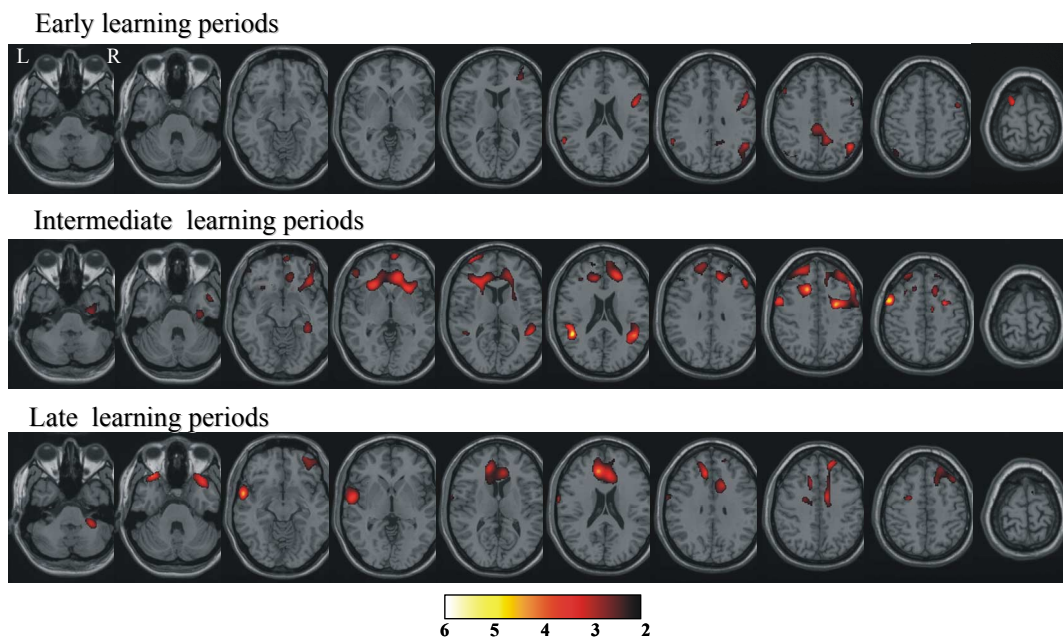 Early learning periods
L R
Intermediate learning periods
Late learning periods
6 5 4 3 2